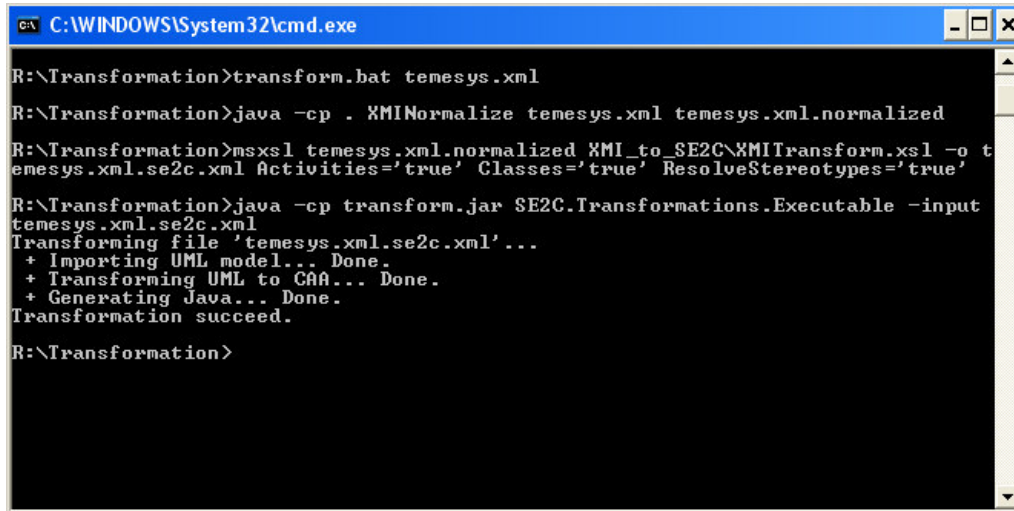 C:\WINDOWS\System32\cmd.exe
R:\Transformation>transform.bat temesys.xml
R:\Transformation>java -cp . XMINormalize temesys.xml temesys.xml.normalized
R:\Transformation>msxsl temesys.xml.normalized XMI_to_SE2C\XMITransform.xsl -o t
emesys.xml.se2c.xml Activities='true' Classes='true' ResolveStereotypes='true'
R:\Transformation>java -cp transform.jar SE2C.Transformations.Executable -input
temesys.xml.se2c.xml
Transforming file 'temesys.xml.se2c.xml'...
+ Importing UML model... Done.
+ Transforming UML to CAA... Done.
+ Generating Java... Done.
Transformation succeed.
R:\Transformation>